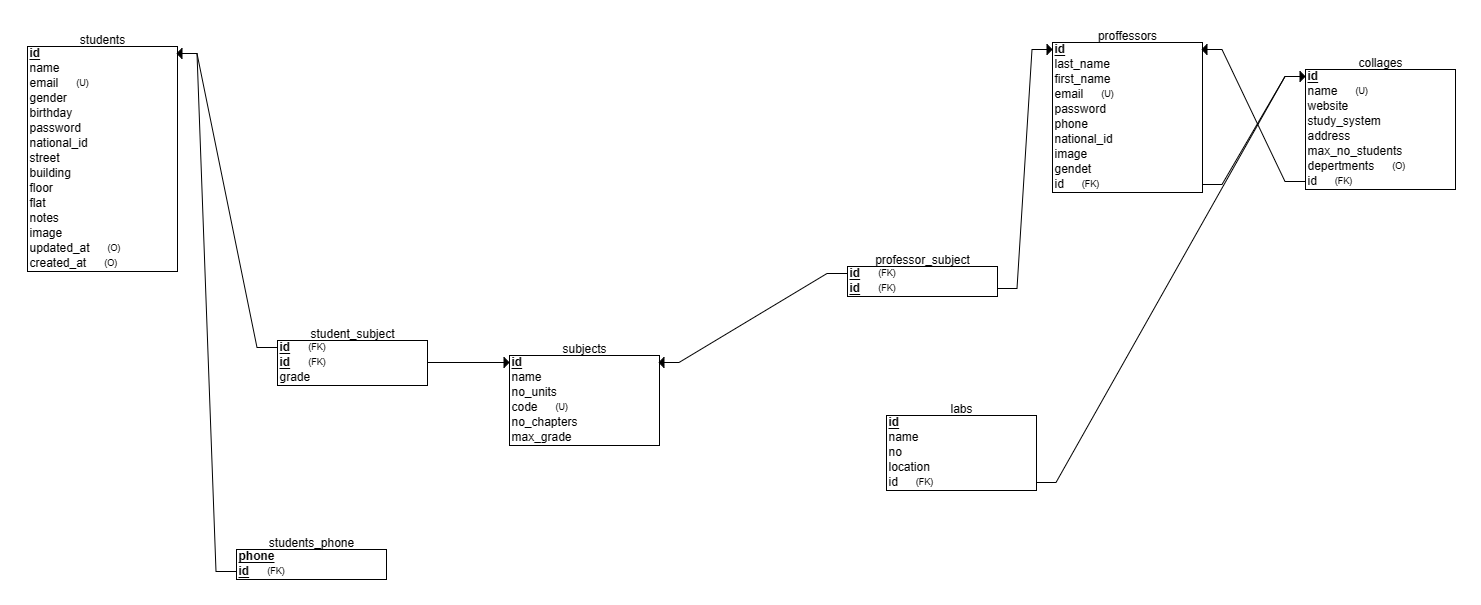 students
id
name
email (U)
gender
birthday
password
national_id
street
building
floor
flat
notes
image
updated_at (O)
created_at (O)
proffessors
id
last_name
first_name
email (U)
password
phone
national_id
image
gendet
id (FK)
collages
id
name (U)
website
study_system
address
max_no_students
depertments (O)
id (FK)
professor_subject
id (FK)
id (FK)
student_subject
id (FK)
id (FK)
grade
subjects
id
name
no_units
code (U)
no_chapters
max_grade
labs
id
name
no
location
id (FK)
students_phone
phone
id (FK)